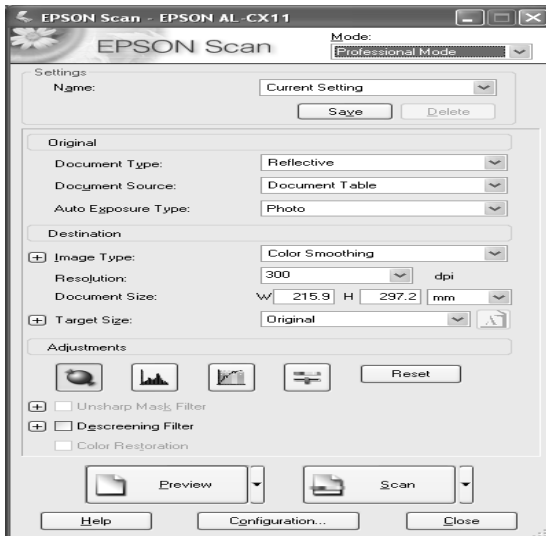 EPSON Scan - EPSON AL-CX11
EPSON Scan
Mode:
Professional Mode
Settings
Name: Current Setting
Save Delete
Original
Document Type: Reflective
Document Source: Document Table
Auto Exposure Type: Photo
Destination
Image Type: Color Smoothing
Resolution: 300 dpi
Document Size: W 215.9 H 297.2 mm
Target Size: Original
Adjustments
Reset
Unsharp Mask Filter
Descreening Filter
Color Restoration
Preview Scan
Help Configuration... Close